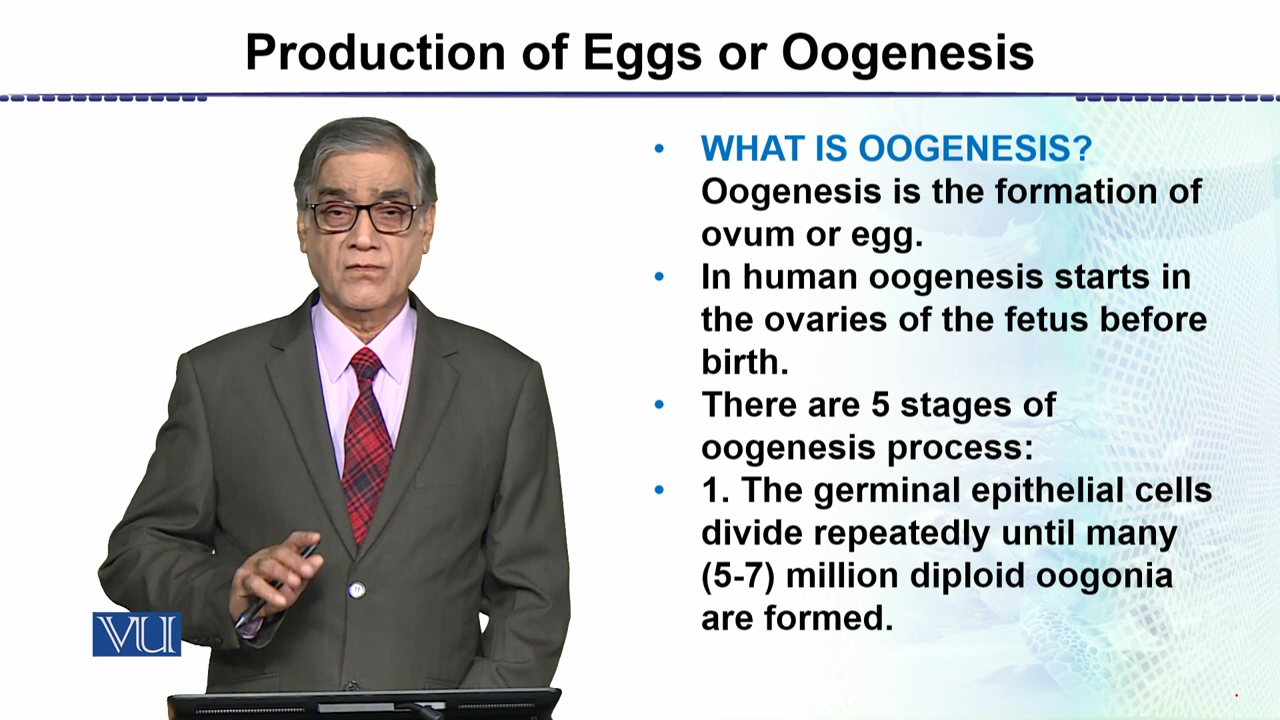 Production of Eggs or Oogenesis
• WHAT IS OOGENESIS?
Oogenesis is the formation of
ovum or egg.
• In human oogenesis starts in
the ovaries of the fetus before
birth.
• There are 5 stages of
oogenesis process:
• 1. The germinal epithelial cells
divide repeatedly until many
(5-7) million diploid oogonia
are formed.
VU